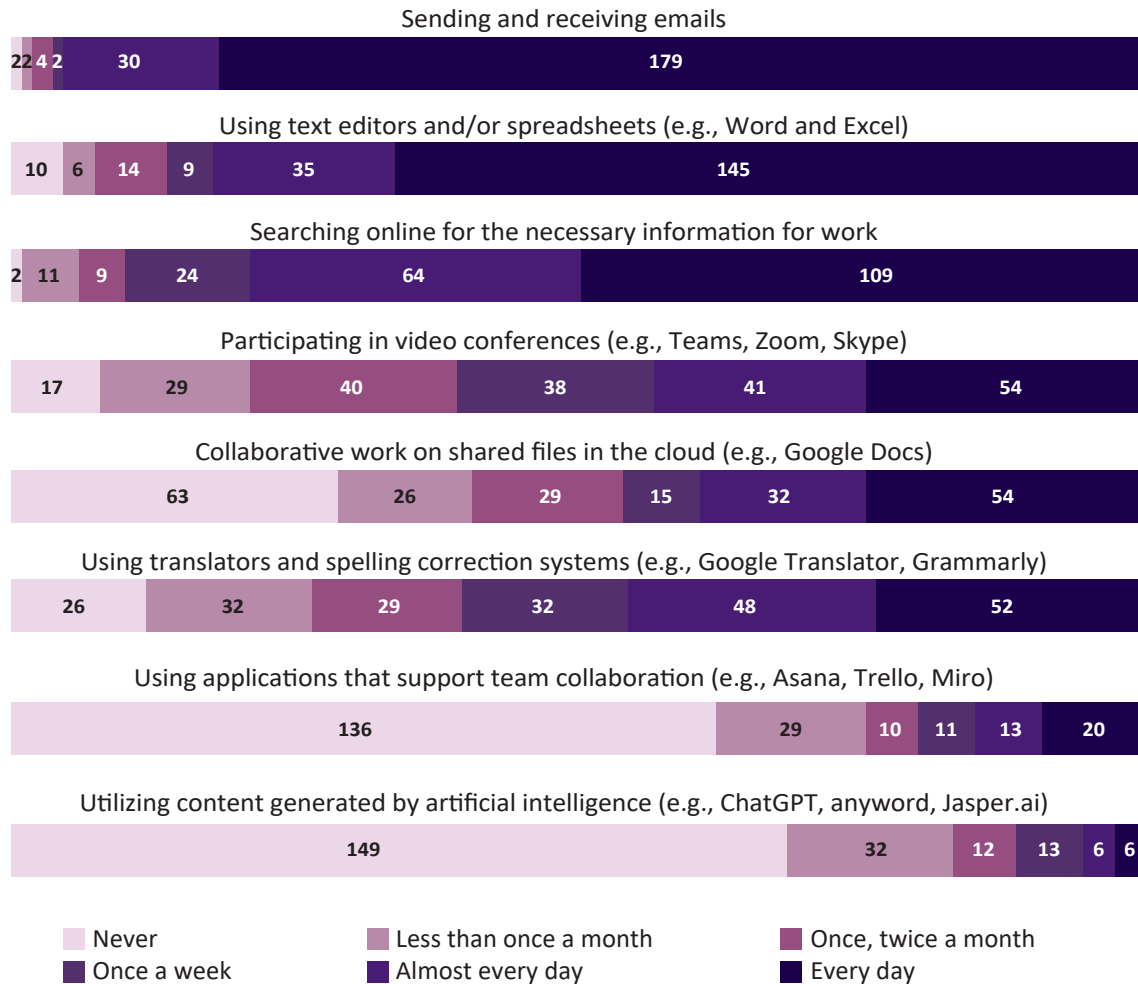 Sending and receiving emails
2 2 4 2 30 179
Using text editors and/or spreadsheets (e.g., Word and Excel)
10 6 14 9 35 145
Searching online for the necessary information for work
2 11 9 24 64 109
Participating in video conferences (e.g., Teams, Zoom, Skype)
17 29 40 38 41 54
Collaborative work on shared files in the cloud (e.g., Google Docs)
63 26 29 15 32 54
Using translators and spelling correction systems (e.g., Google Translator, Grammarly)
26 32 29 32 48 52
Using applications that support team collaboration (e.g., Asana, Trello, Miro)
136 29 10 11 13 20
Utilizing content generated by artificial intelligence (e.g., ChatGPT, anyword, Jasper.ai)
149 32 12 13 6 6
Never Less than once a month Once, twice a month
Once a week Almost every day Every day